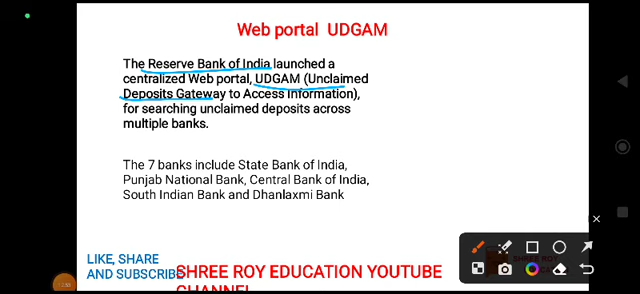 Web portal UDGAM
The Reserve Bank of India launched a
centralized Web portal, UDGAM (Unclaimed
Deposits Gateway to Access Information),
for searching unclaimed deposits across
multiple banks.
The 7 banks include State Bank of India,
Punjab National Bank, Central Bank of India,
South Indian Bank and Dhanlaxmi Bank
LIKE, SHARE
AND SUBSCRIBE
SHREE ROY EDUCATION YOUTUBE
CHANNEL
SHREE ROY